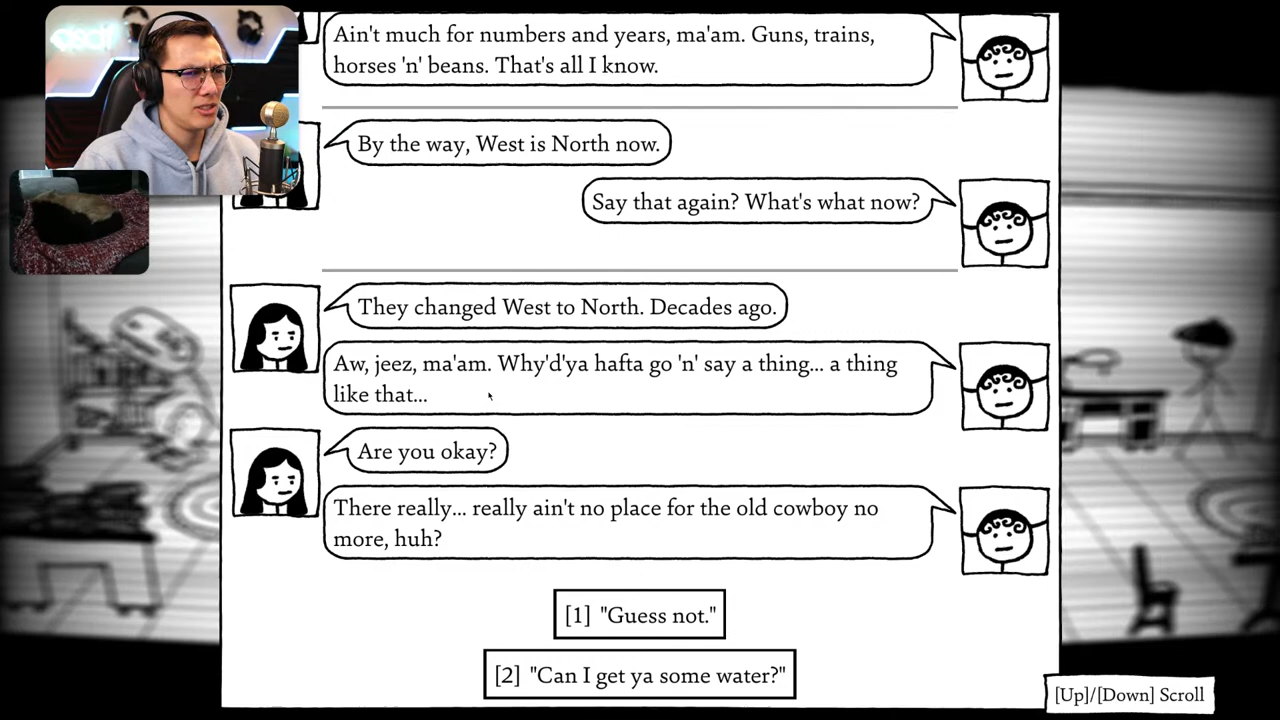 asdf
Ain't much for numbers and years, ma'am. Guns, trains,
horses 'n' beans. That's all I know.
By the way, West is North now.
Say that again? What's what now?
They changed West to North. Decades ago.
Aw, jeez, ma'am. Why'd'ya hafta go 'n' say a thing... a thing
like that...
Are you okay?
There really... really ain't no place for the old cowboy no
more, huh?
[1] "Guess not."
[2] "Can I get ya some water?"
[Up]/[Down] Scroll